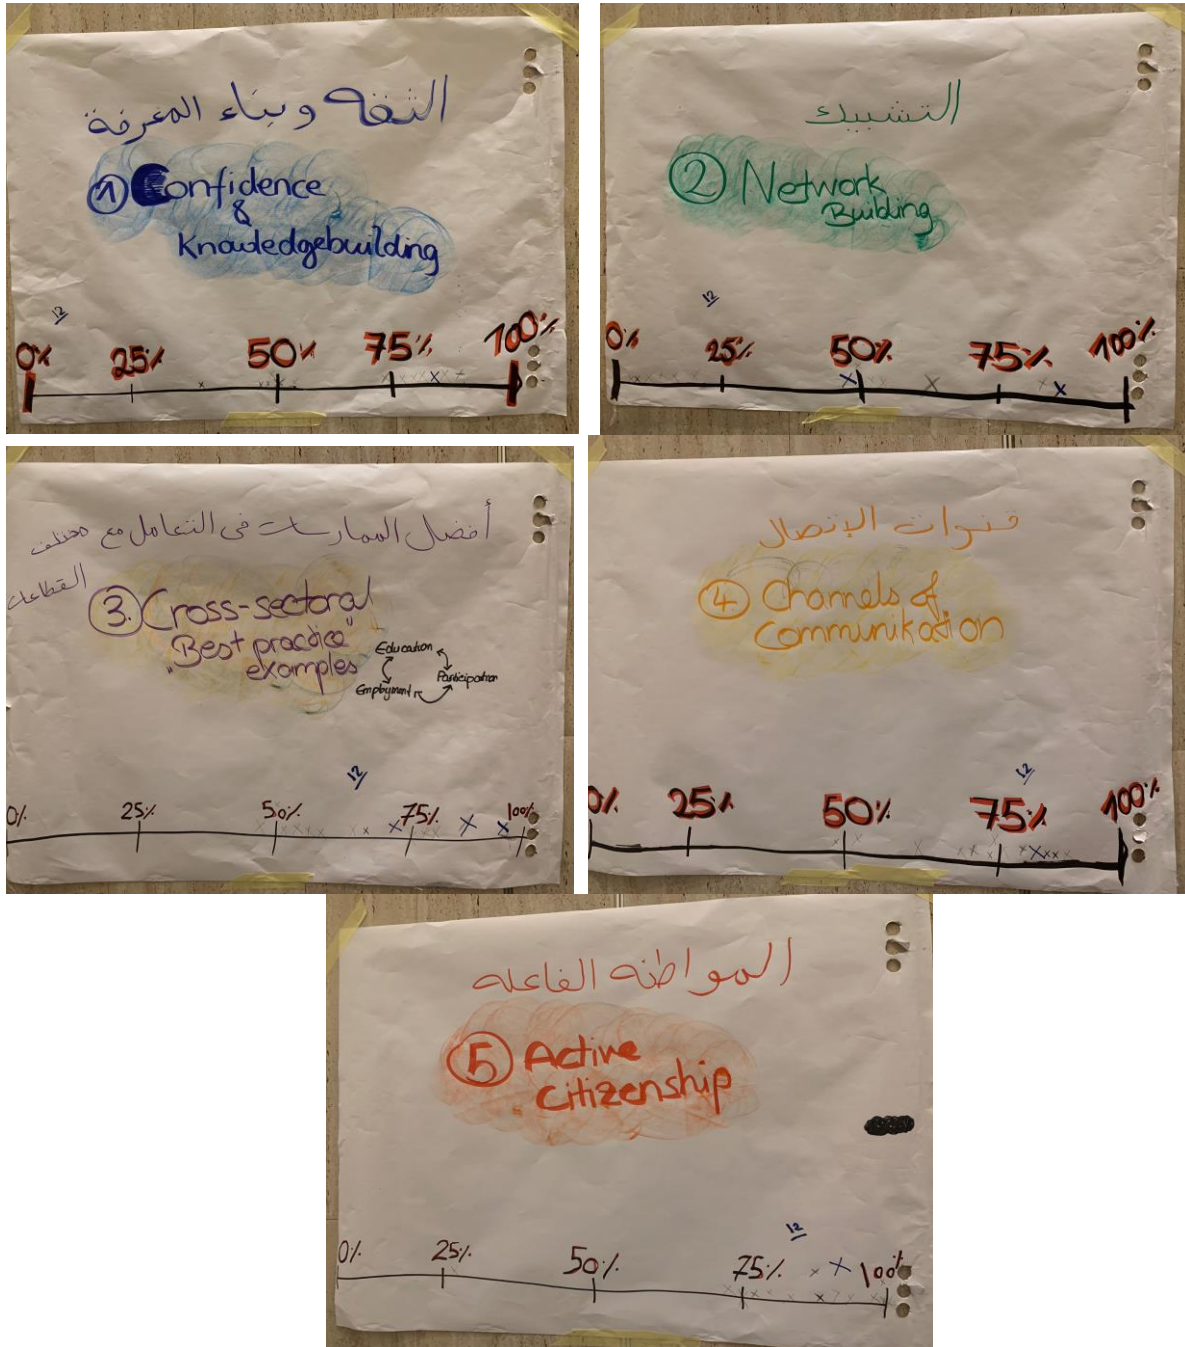 الثقه وبناء المعرفة
1 Confidence
&
Knowledgebuilding
12
0% 25% 50% 75% 100%
التشبيك
2 Network
Building
12
0% 25% 50% 75% 100%
أفضل الممارسات في التعامل مع مختلف
القطاعات
3. Cross-sectoral
"Best practice"
examples
Education
Participation
Employment
12
0% 25% 50% 75% 100%
قنوات الإتصال
4. Channels of
Communikation
12
0% 25% 50% 75% 100%
المواطنه الفاعله
5 Active
Citizenship
12
0% 25% 50% 75% 100%